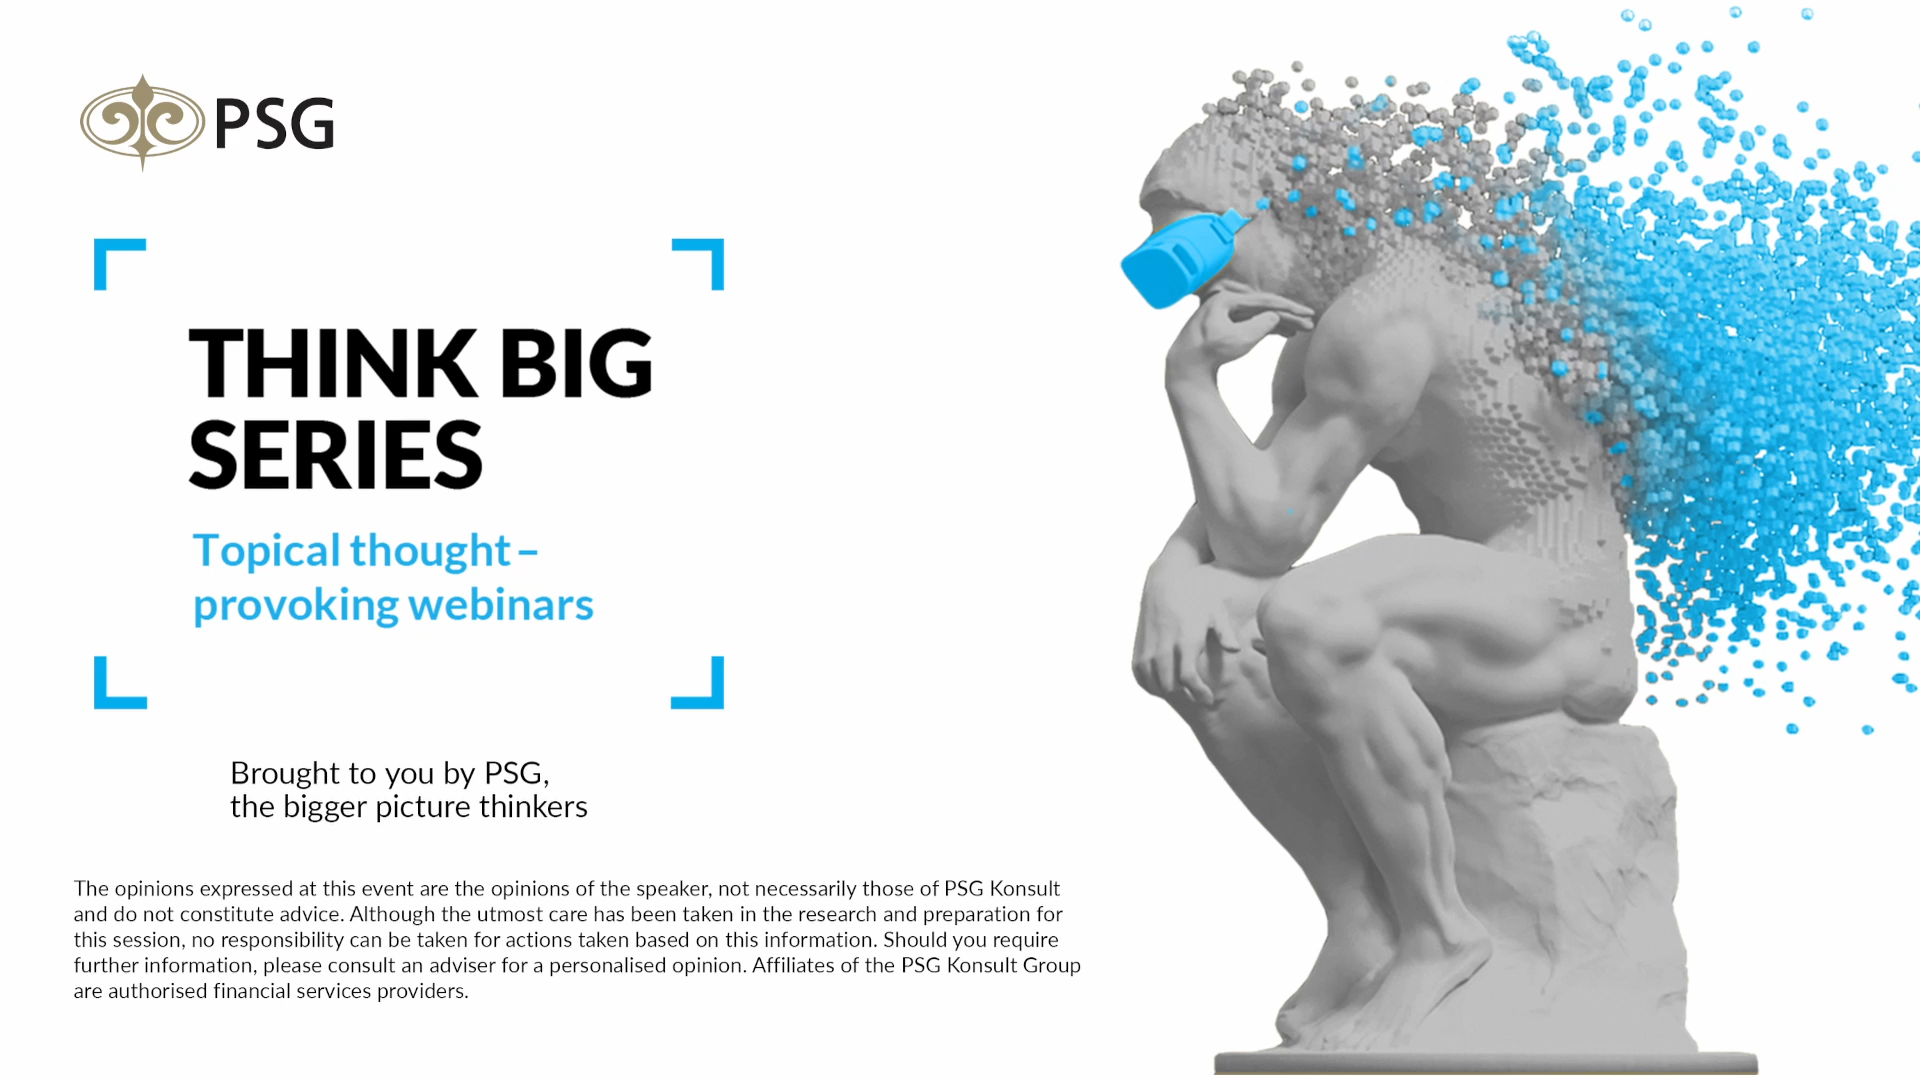 PSG
THINK BIG
SERIES
Topical thought–
provoking webinars
Brought to you by PSG,
the bigger picture thinkers
The opinions expressed at this event are the opinions of the speaker, not necessarily those of PSG Konsult
and do not constitute advice. Although the utmost care has been taken in the research and preparation for
this session, no responsibility can be taken for actions taken based on this information. Should you require
further information, please consult an adviser for a personalised opinion. Affiliates of the PSG Konsult Group
are authorised financial services providers.